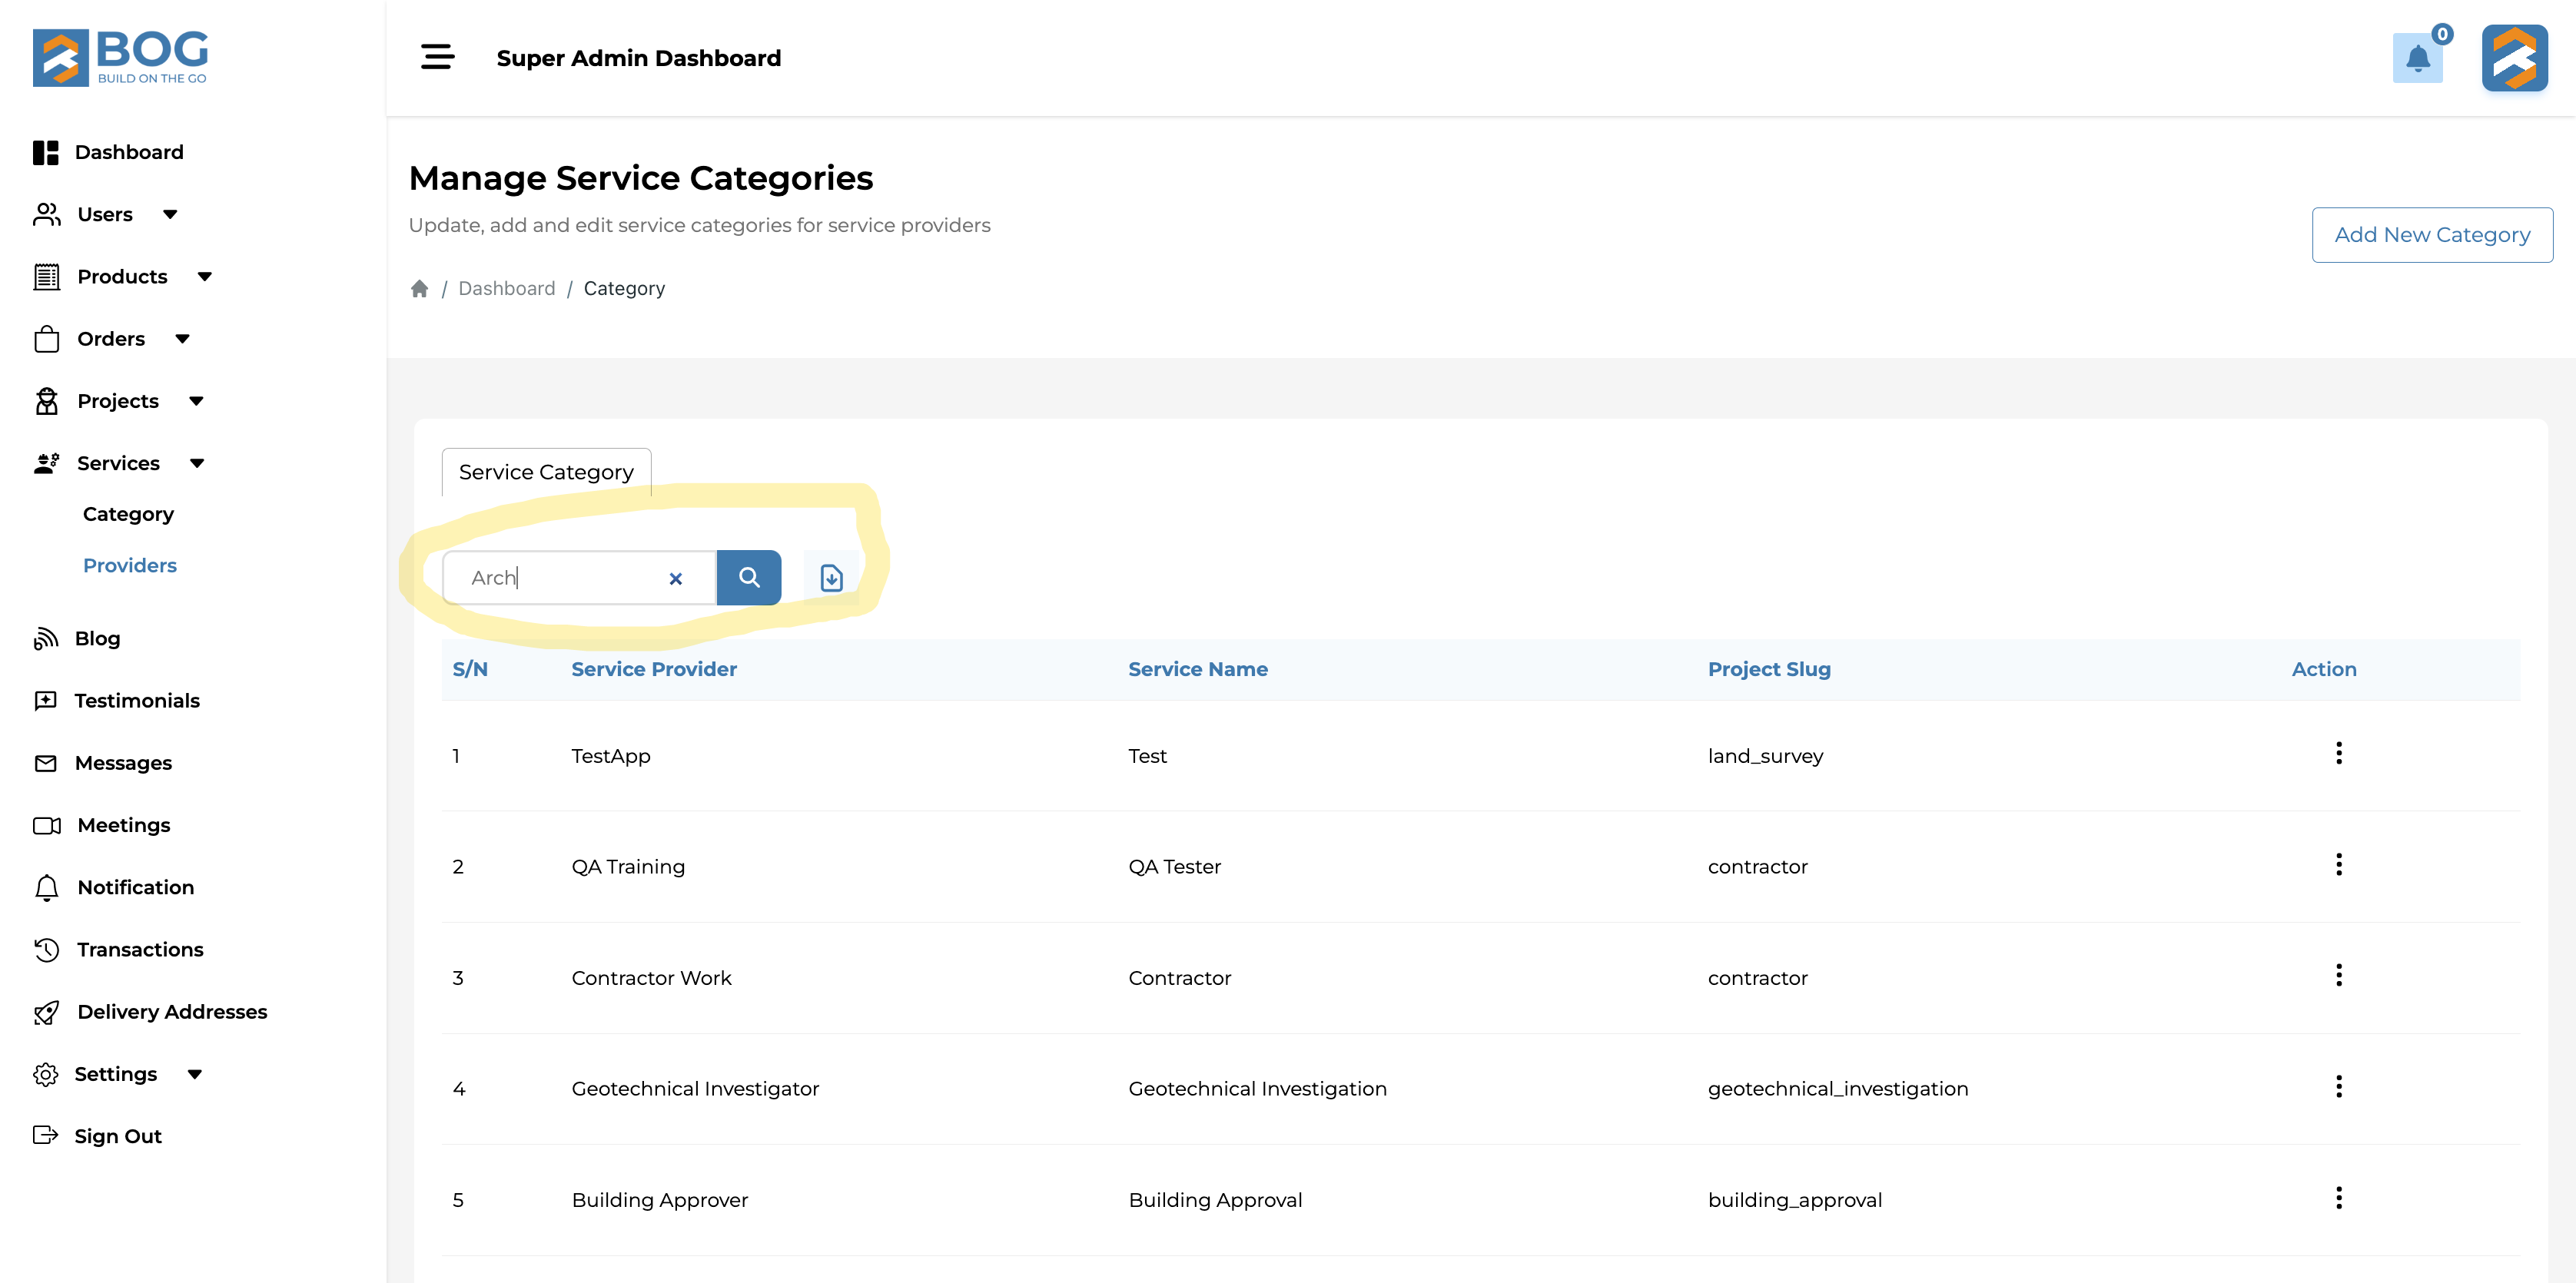 BOG
BUILD ON THE GO
Dashboard
Users
Products
Orders
Projects
Services
Category
Providers
Blog
Testimonials
Messages
Meetings
Notification
Transactions
Delivery Addresses
Settings
Sign Out
Super Admin Dashboard
0
Manage Service Categories
Update, add and edit service categories for service providers
Add New Category
/ Dashboard / Category
Service Category
Arch
S/N Service Provider Service Name Project Slug Action
1 TestApp Test land_survey
2 QA Training QA Tester contractor
3 Contractor Work Contractor contractor
4 Geotechnical Investigator Geotechnical Investigation geotechnical_investigation
5 Building Approver Building Approval building_approval